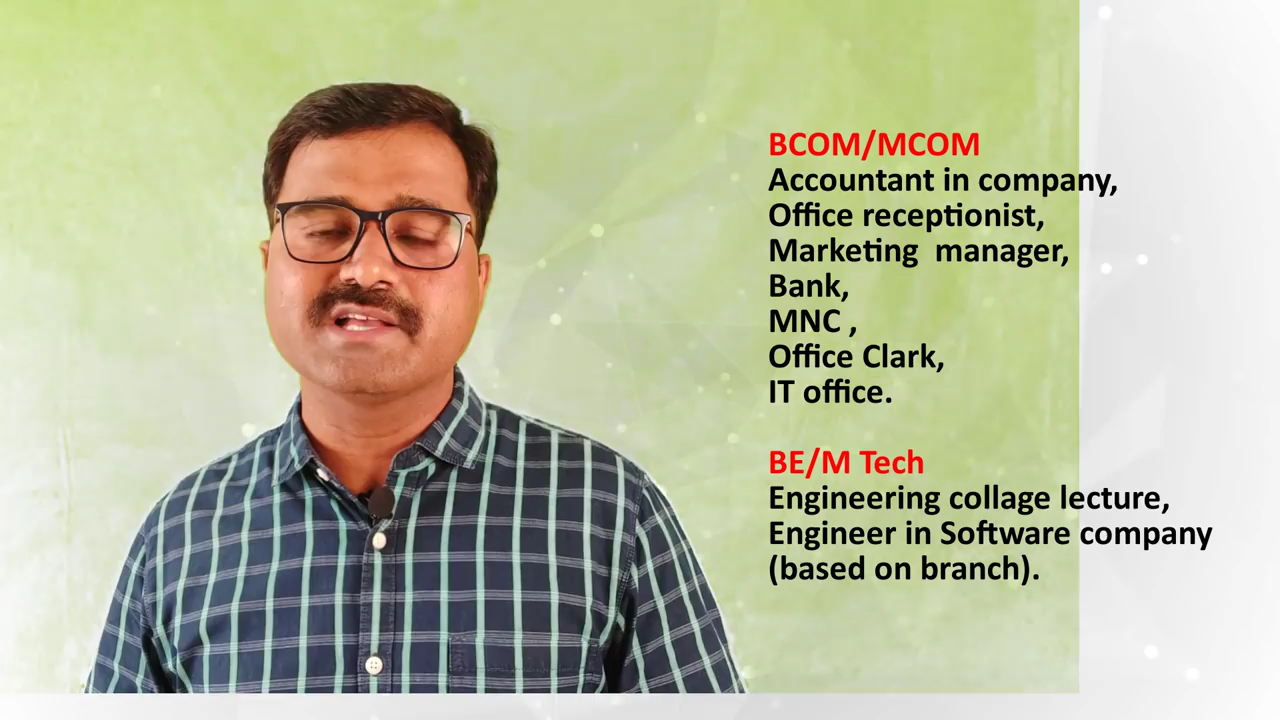 BCOM/MCOM
Accountant in company,
Office receptionist,
Marketing  manager,
Bank,
MNC ,
Office Clark,
IT office.
BE/M Tech
Engineering collage lecture,
Engineer in Software company
(based on branch).